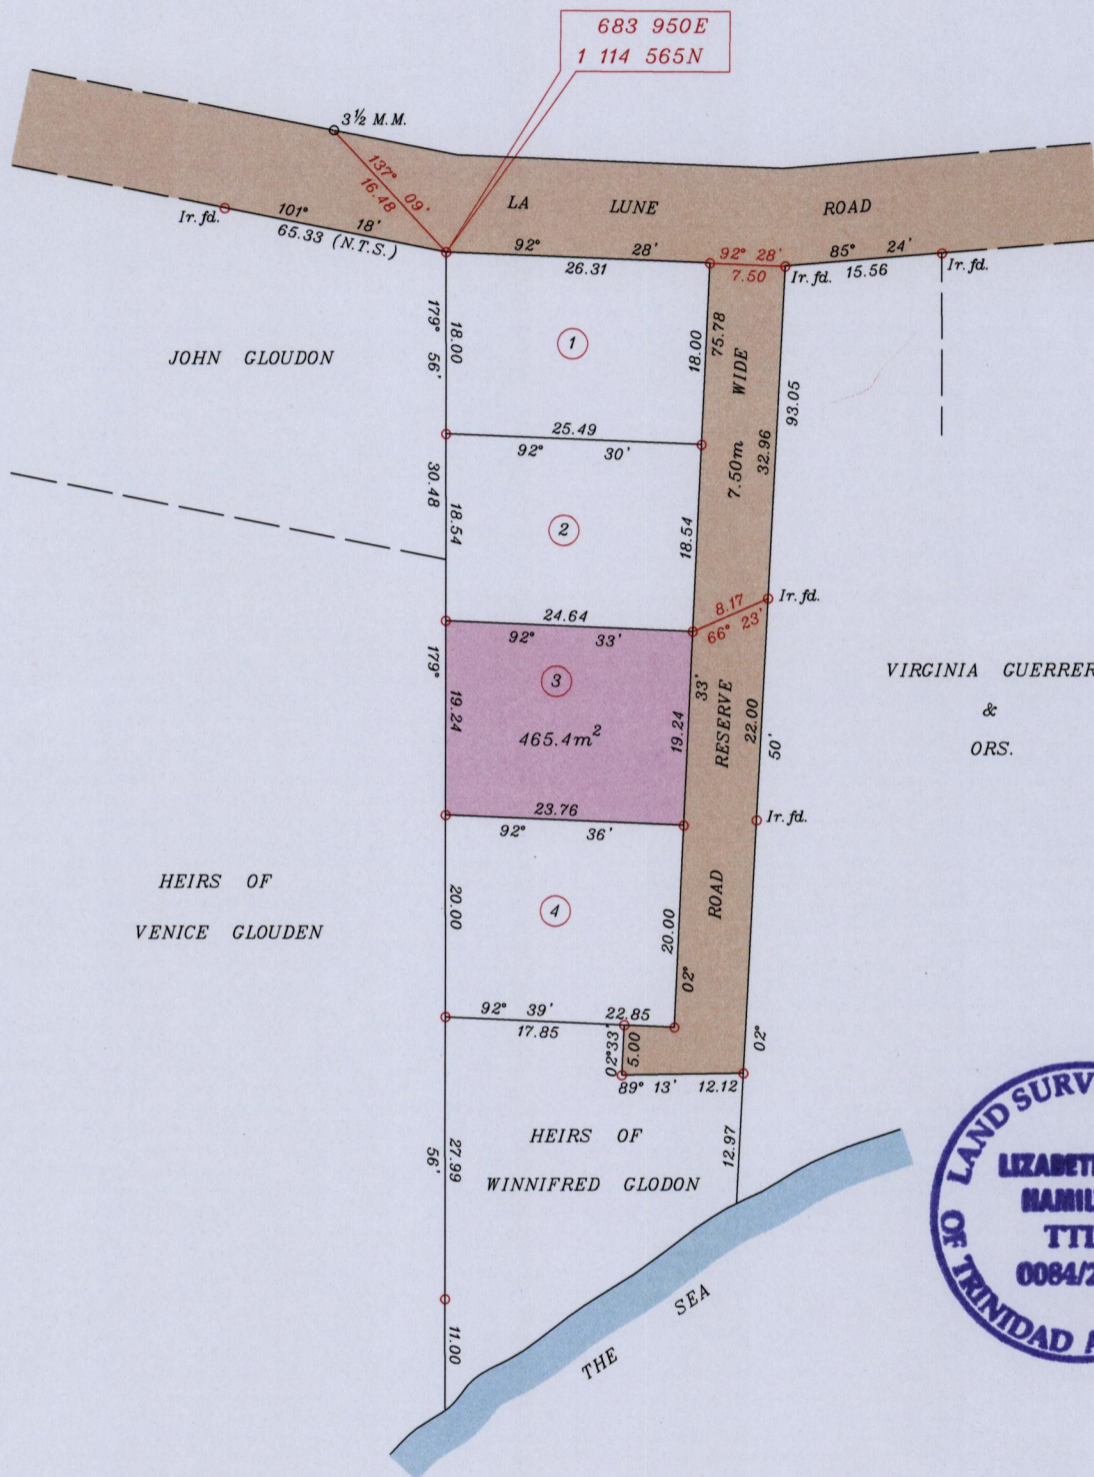 683 950E
1 114 565N
3½ M.M.
137° 09'
16.48
LA LUNE ROAD
Ir. fd.
101° 18'
65.33 (N.T.S.)
92° 28'
26.31
92° 28'
7.50
Ir. fd.
85° 24'
15.56
Ir. fd.
JOHN GLOUDON
179° 56'
18.00
1
18.00
75.78
7.50m WIDE
93.05
32.96
25.49
92° 30'
30.48
18.54
2
18.54
8.17
66° 23'
Ir. fd.
24.64
92° 33'
179°
19.24
3
465.4m²
19.24
33'
RESERVE
22.00
50'
VIRGINIA GUERRER
&
ORS.
23.76
92° 36'
Ir. fd.
HEIRS OF
VENICE GLOUDEN
20.00
4
20.00
02°
ROAD
02°
92° 39'
17.85
22.85
02°33'
5.00
89° 13'
12.12
12.97
HEIRS OF
WINNIFRED GLODON
56'
27.99
11.00
THE SEA
LAND SURV
LIZABET
HAMIL
TTL
0084/2
OF TRINIDAD A